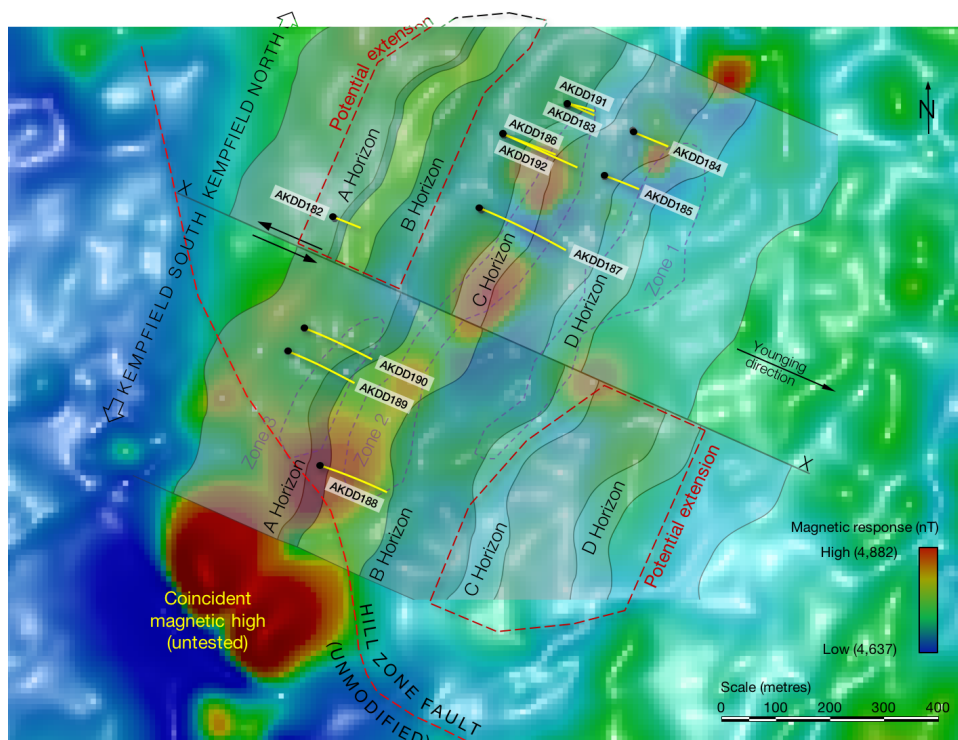 KEMPFIELD NORTH
KEMPFIELD SOUTH
Potential extension
A Horizon
B Horizon
AKDD191
AKDD183
AKDD186
AKDD192
AKDD184
AKDD185
AKDD182
AKDD187
N
X
C Horizon
D Horizon
Zone 1
Younging
direction
AKDD190
AKDD189
Zone 3
Zone 2
AKDD188
A Horizon
B Horizon
C Horizon
D Horizon
Potential extension
X
Magnetic response (nT)
High (4,882)
Low (4,637)
Coincident
magnetic high
(untested)
HILL ZONE FAULT
(UNMODIFIED)
Scale (metres)
0 100 200 300 400